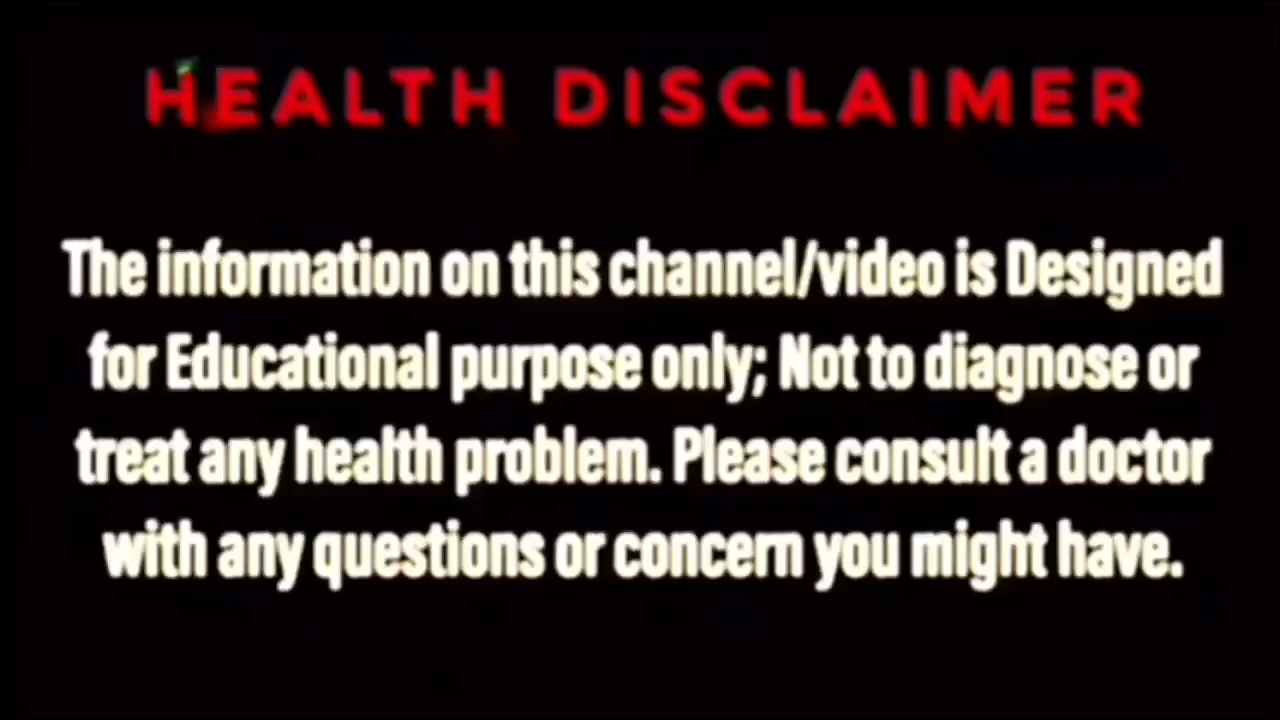 HEALTH DISCLAIMER
The information on this channel/video is Designed
for Educational purpose only; Not to diagnose or
treat any health problem. Please consult a doctor
with any questions or concern you might have.